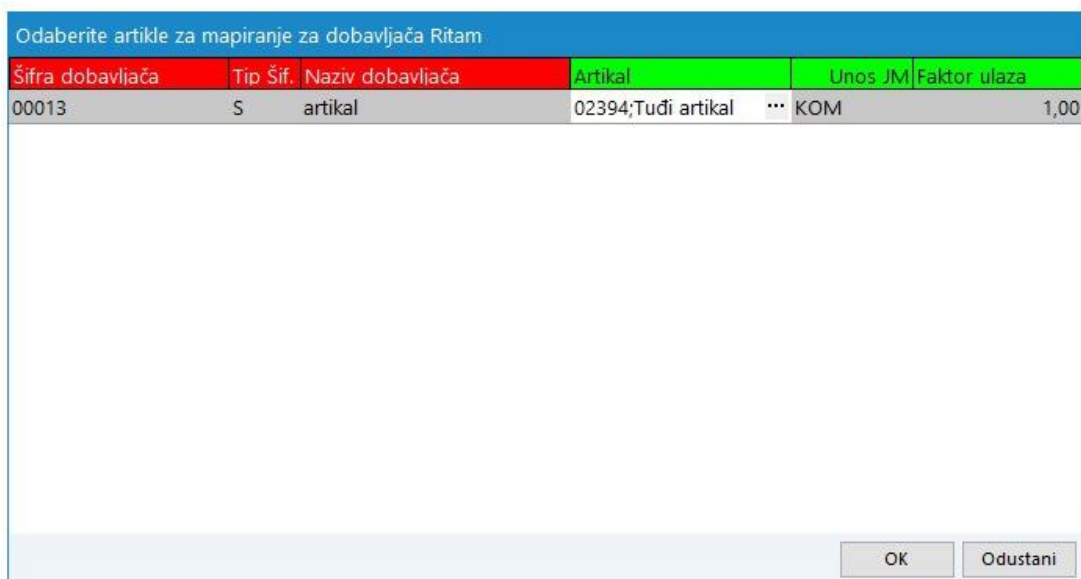 Odaberite artikle za mapiranje za dobavljača Ritam
Šifra dobavljača Tip Šif. Naziv dobavljača Artikal Unos JM Faktor ulaza
00013 S artikal 02394;Tuđi artikal ... KOM 1,00
OK Odustani